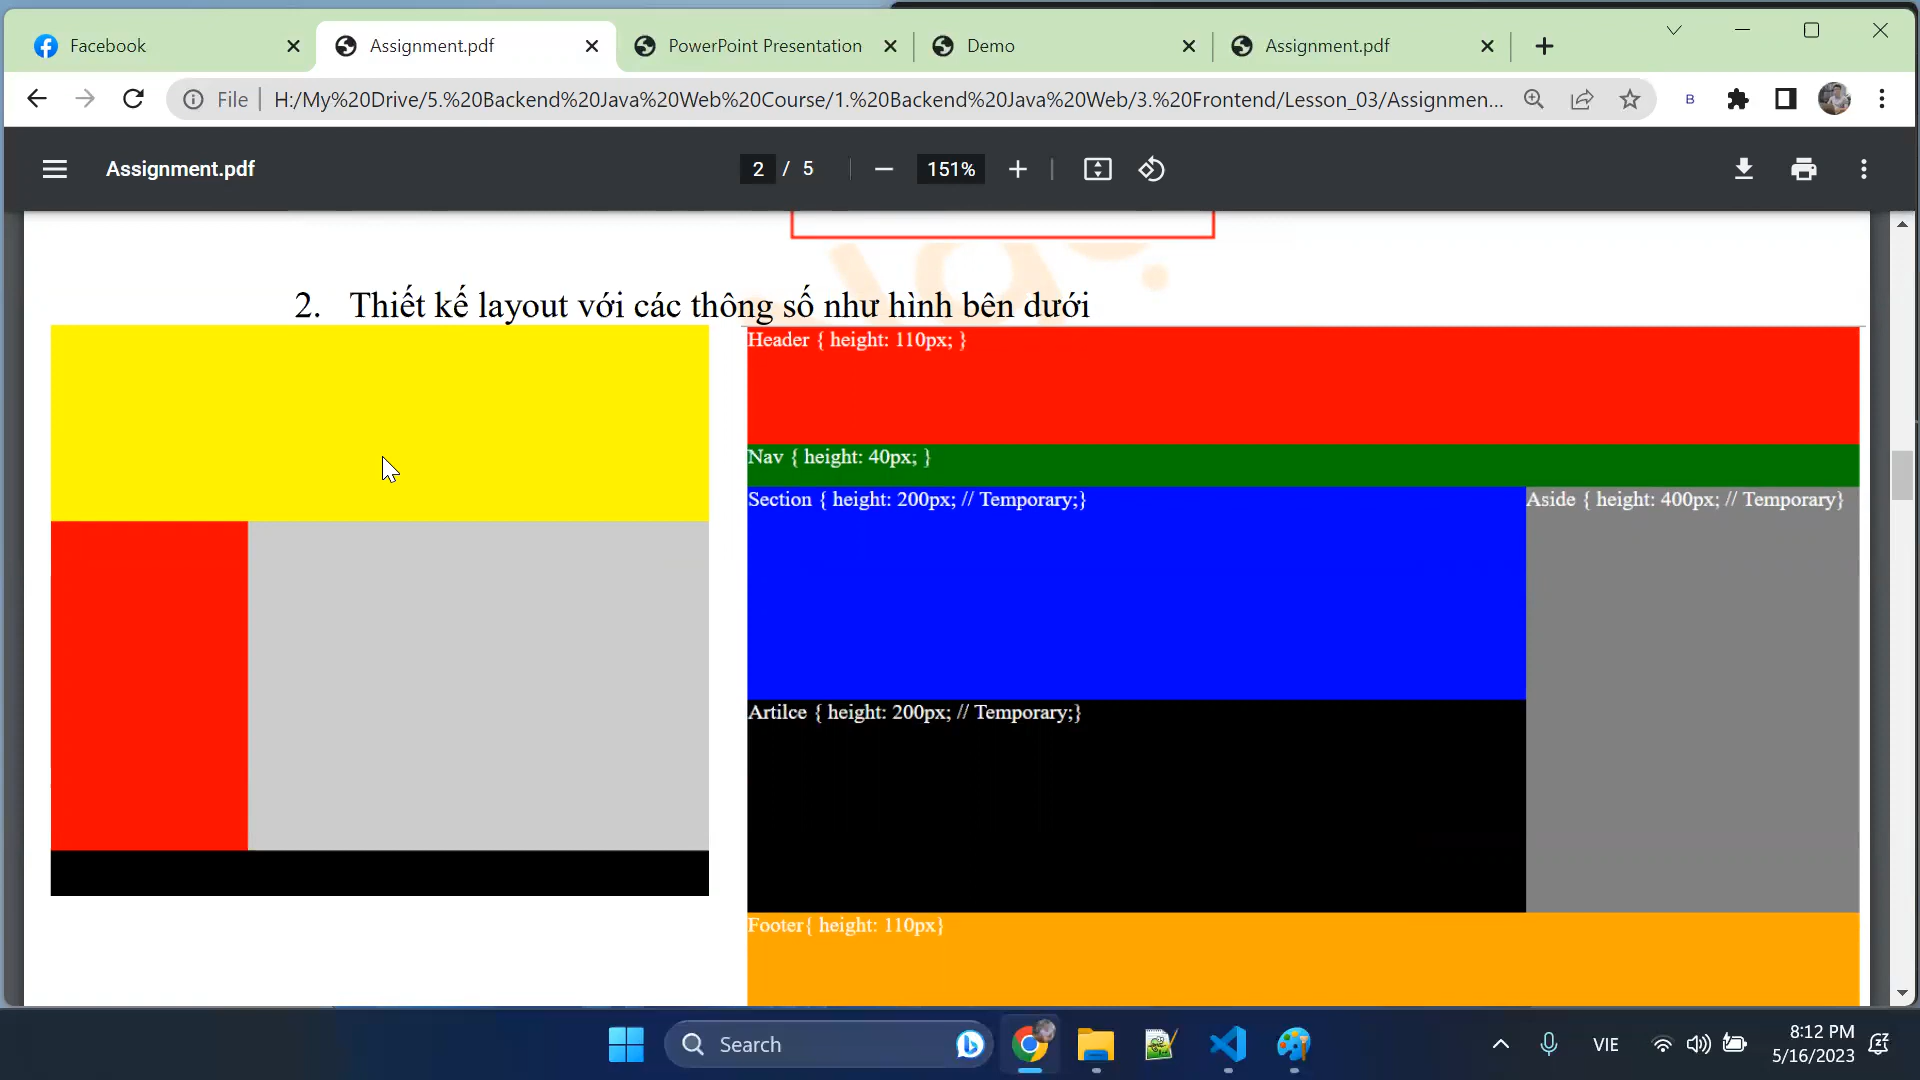 Facebook
Assignment.pdf
PowerPoint Presentation
Demo
Assignment.pdf
File
H:/My%20Drive/5.%20Backend%20Java%20Web%20Course/1.%20Backend%20Java%20Web/3.%20Frontend/Lesson_03/Assignmen...
B
Assignment.pdf
2 / 5
151%
2. Thiết kế layout với các thông số như hình bên dưới
Header { height: 110px; }
Nav { height: 40px; }
Section { height: 200px; // Temporary;}
Aside { height: 400px; // Temporary}
Artilce { height: 200px; // Temporary;}
Footer{ height: 110px}
Search
VIE
8:12 PM
5/16/2023